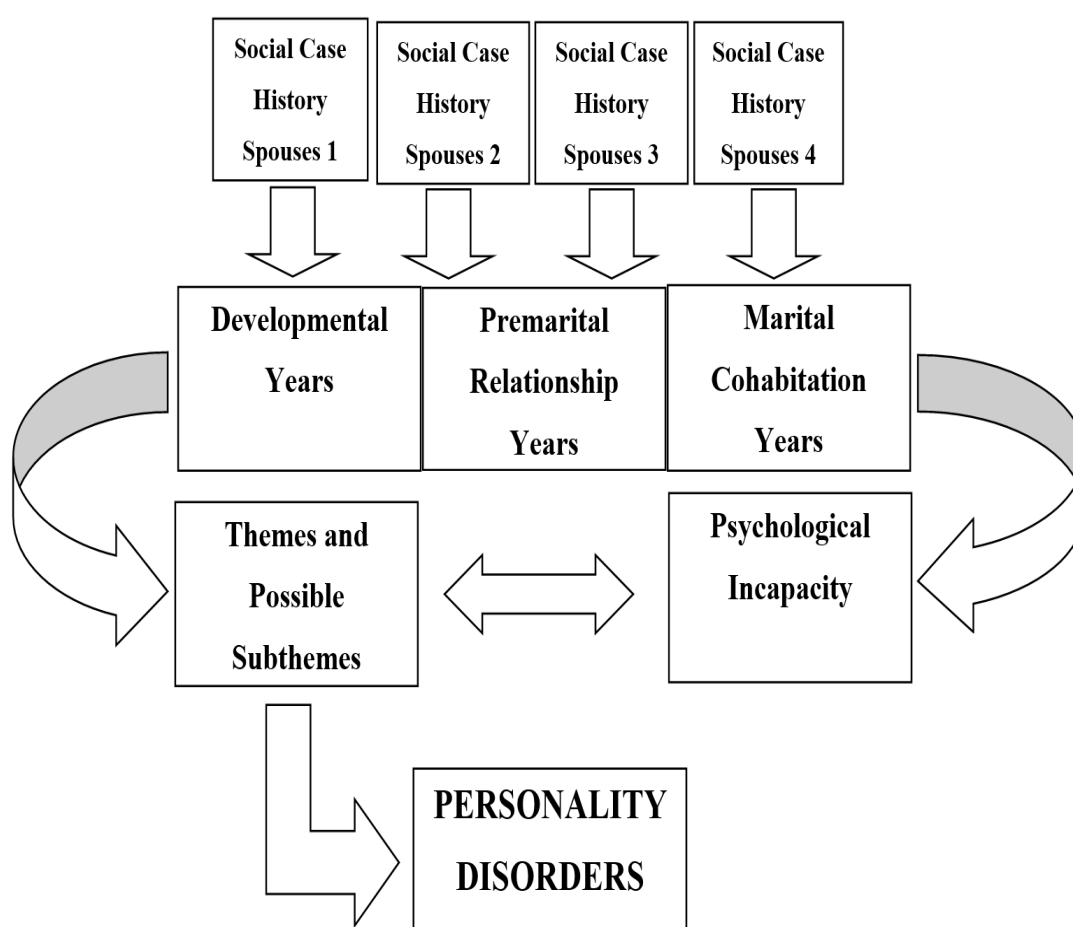 Social Case
History
Spouses 1
Social Case
History
Spouses 2
Social Case
History
Spouses 3
Social Case
History
Spouses 4
Developmental
Years
Premarital
Relationship
Years
Marital
Cohabitation
Years
Themes and
Possible
Subthemes
Psychological
Incapacity
PERSONALITY
DISORDERS